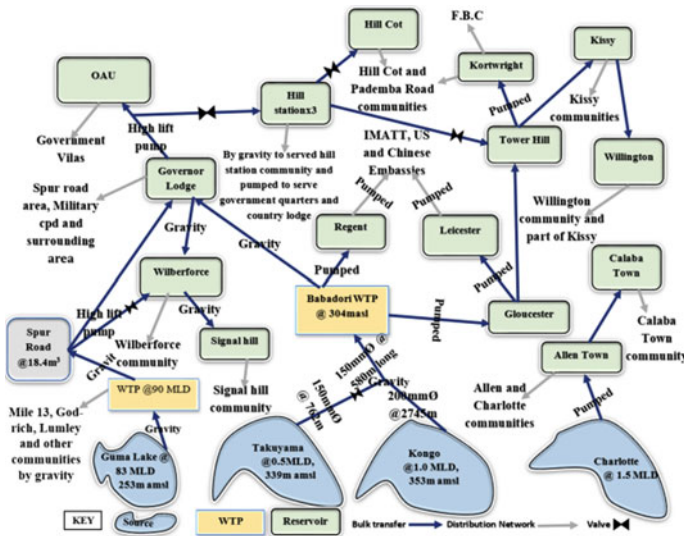 Hill Cot
F.B.C
Kissy
OAU
Kortwright
Hill
stationx3
Hill Cot and
Pademba Road
communities
Pumped
Kissy
communities
High lift
pump
Government
Vilas
IMATT, US
and Chinese
Embassies
Tower Hill
Willington
By gravity to served hill
station community and
pumped to serve
government quarters and
country lodge
Governor
Lodge
Spur road
area, Military
cpd and
surrounding
area
Gravity
Gravity
Pumped
Pumped
Regent
Leicester
Willington
community and
part of Kissy
Wilberforce
Pumped
Pumped
Calaba
Town
High lift
pump
Gravity
Babadori WTP
@ 304masl
Pumped
Gloucester
Spur
Road
@18.4m³
Signal hill
Calaba
Town
community
Wilberforce
community
Allen Town
Gravit
WTP @90 MLD
Signal hill
community
150mmØ @
580m long
Gravity
150mmØ
@ 762m
200mmØ
@2745m
Allen and
Charlotte
communities
Pumped
Mile 13, God-
rich, Lumley
and other
communities
by gravity
Gravity
Guma Lake @
83 MLD
253m amsl
Takuyama
@0.5MLD,
339m amsl
Kongo
@1.0 MLD,
353m amsl
Charlotte
@ 1.5 MLD
KEY
Source
WTP
Reservoir
Bulk transfer
Distribution Network
Valve